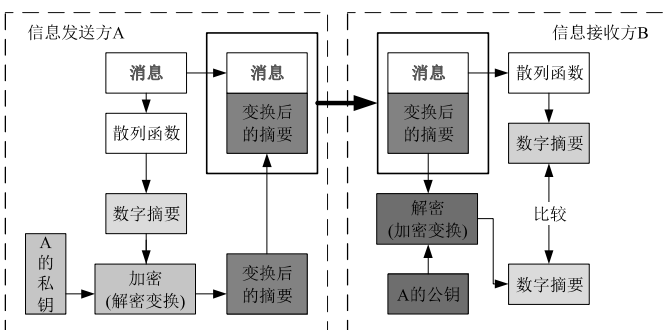 信息发送方A
消息
散列函数
数字摘要
A
的
私
钥
加密
(解密变换)
变换后
的摘要
消息
变换后
的摘要
信息接收方B
消息
变换后
的摘要
解密
(加密变换)
A的公钥
散列函数
数字摘要
比较
数字摘要